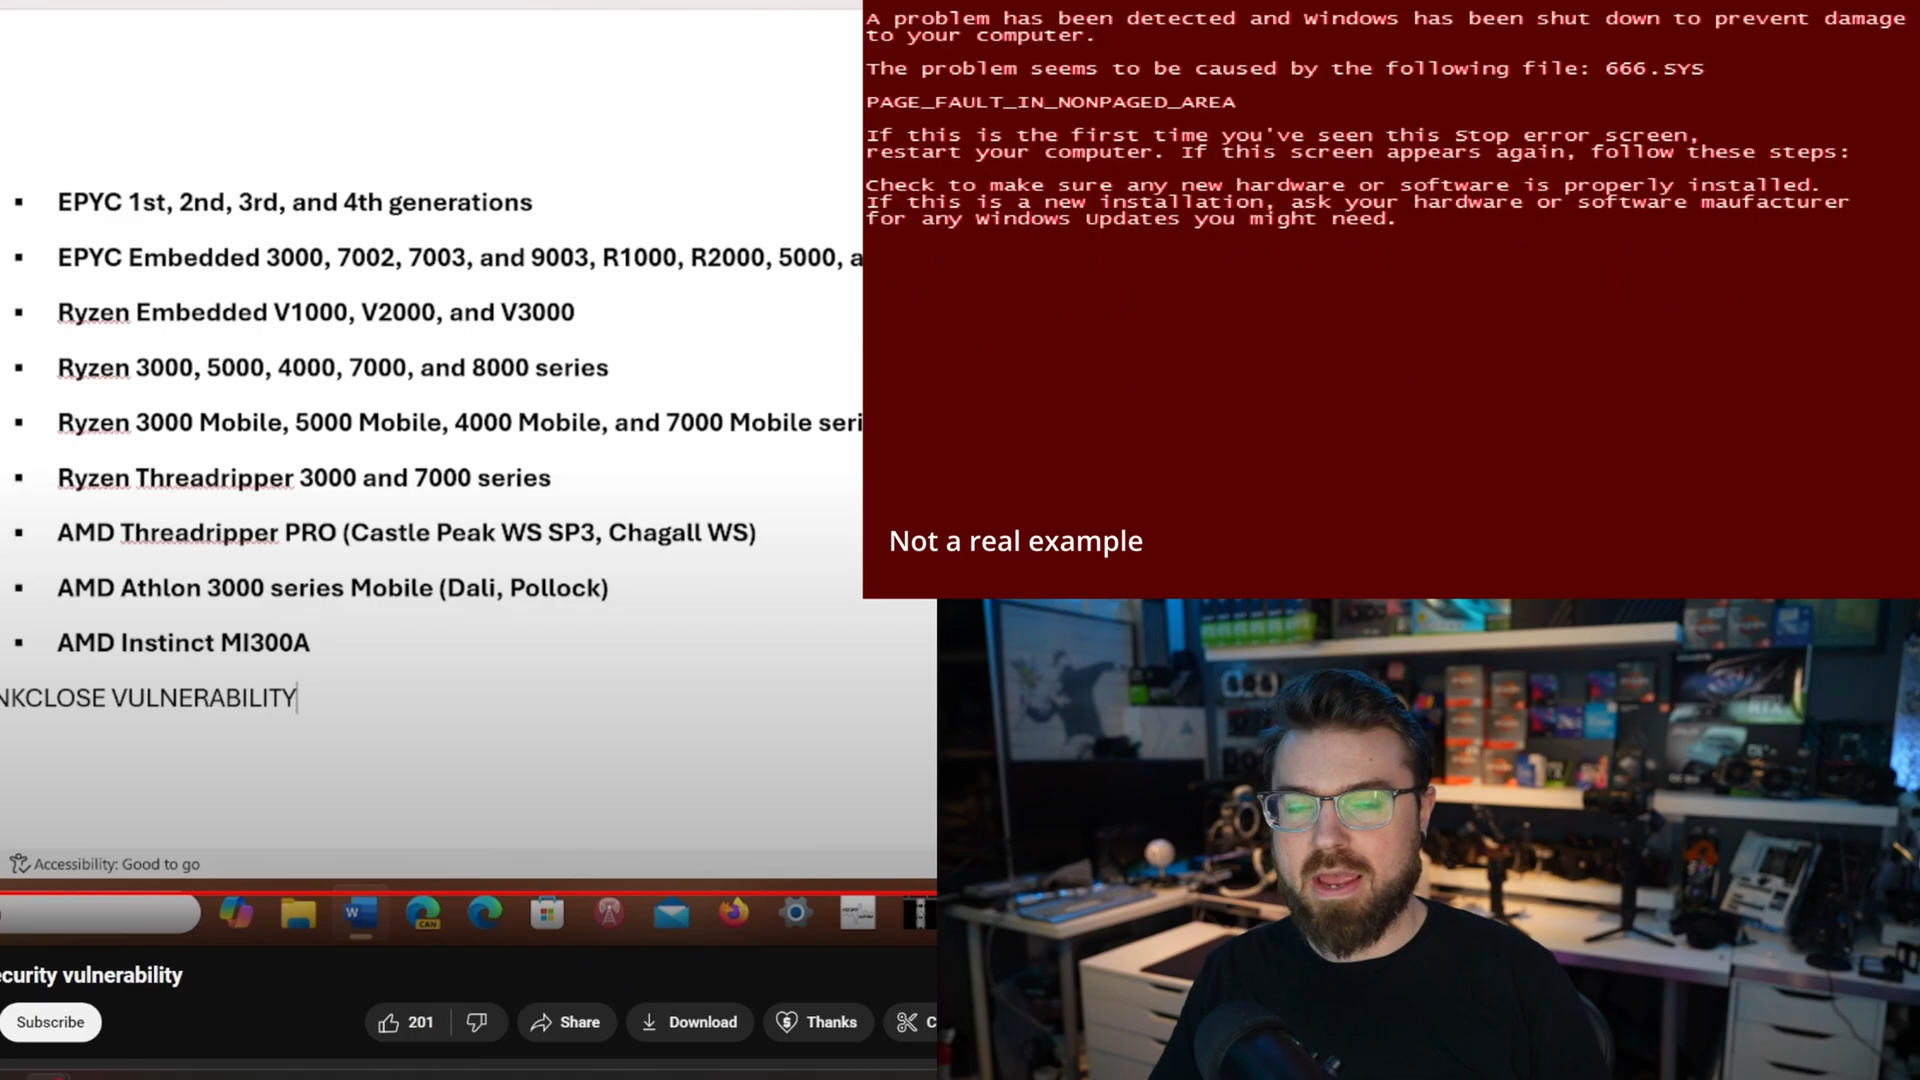 EPYC 1st, 2nd, 3rd, and 4th generations
EPYC Embedded 3000, 7002, 7003, and 9003, R1000, R2000, 5000, a
Ryzen Embedded V1000, V2000, and V3000
Ryzen 3000, 5000, 4000, 7000, and 8000 series
Ryzen 3000 Mobile, 5000 Mobile, 4000 Mobile, and 7000 Mobile seri
Ryzen Threadripper 3000 and 7000 series
AMD Threadripper PRO (Castle Peak WS SP3, Chagall WS)
AMD Athlon 3000 series Mobile (Dali, Pollock)
AMD Instinct MI300A
NKCLOSE VULNERABILITY
Accessibility: Good to go
W
CAN
curity vulnerability
Subscribe
201
Share
Download
Thanks
C
A problem has been detected and Windows has been shut down to prevent damage
to your computer.
The problem seems to be caused by the following file: 666.SYS
PAGE_FAULT_IN_NONPAGED_AREA
If this is the first time you've seen this Stop error screen,
restart your computer. If this screen appears again, follow these steps:
Check to make sure any new hardware or software is properly installed.
If this is a new installation, ask your hardware or software maufacturer
for any Windows Updates you might need.
Not a real example